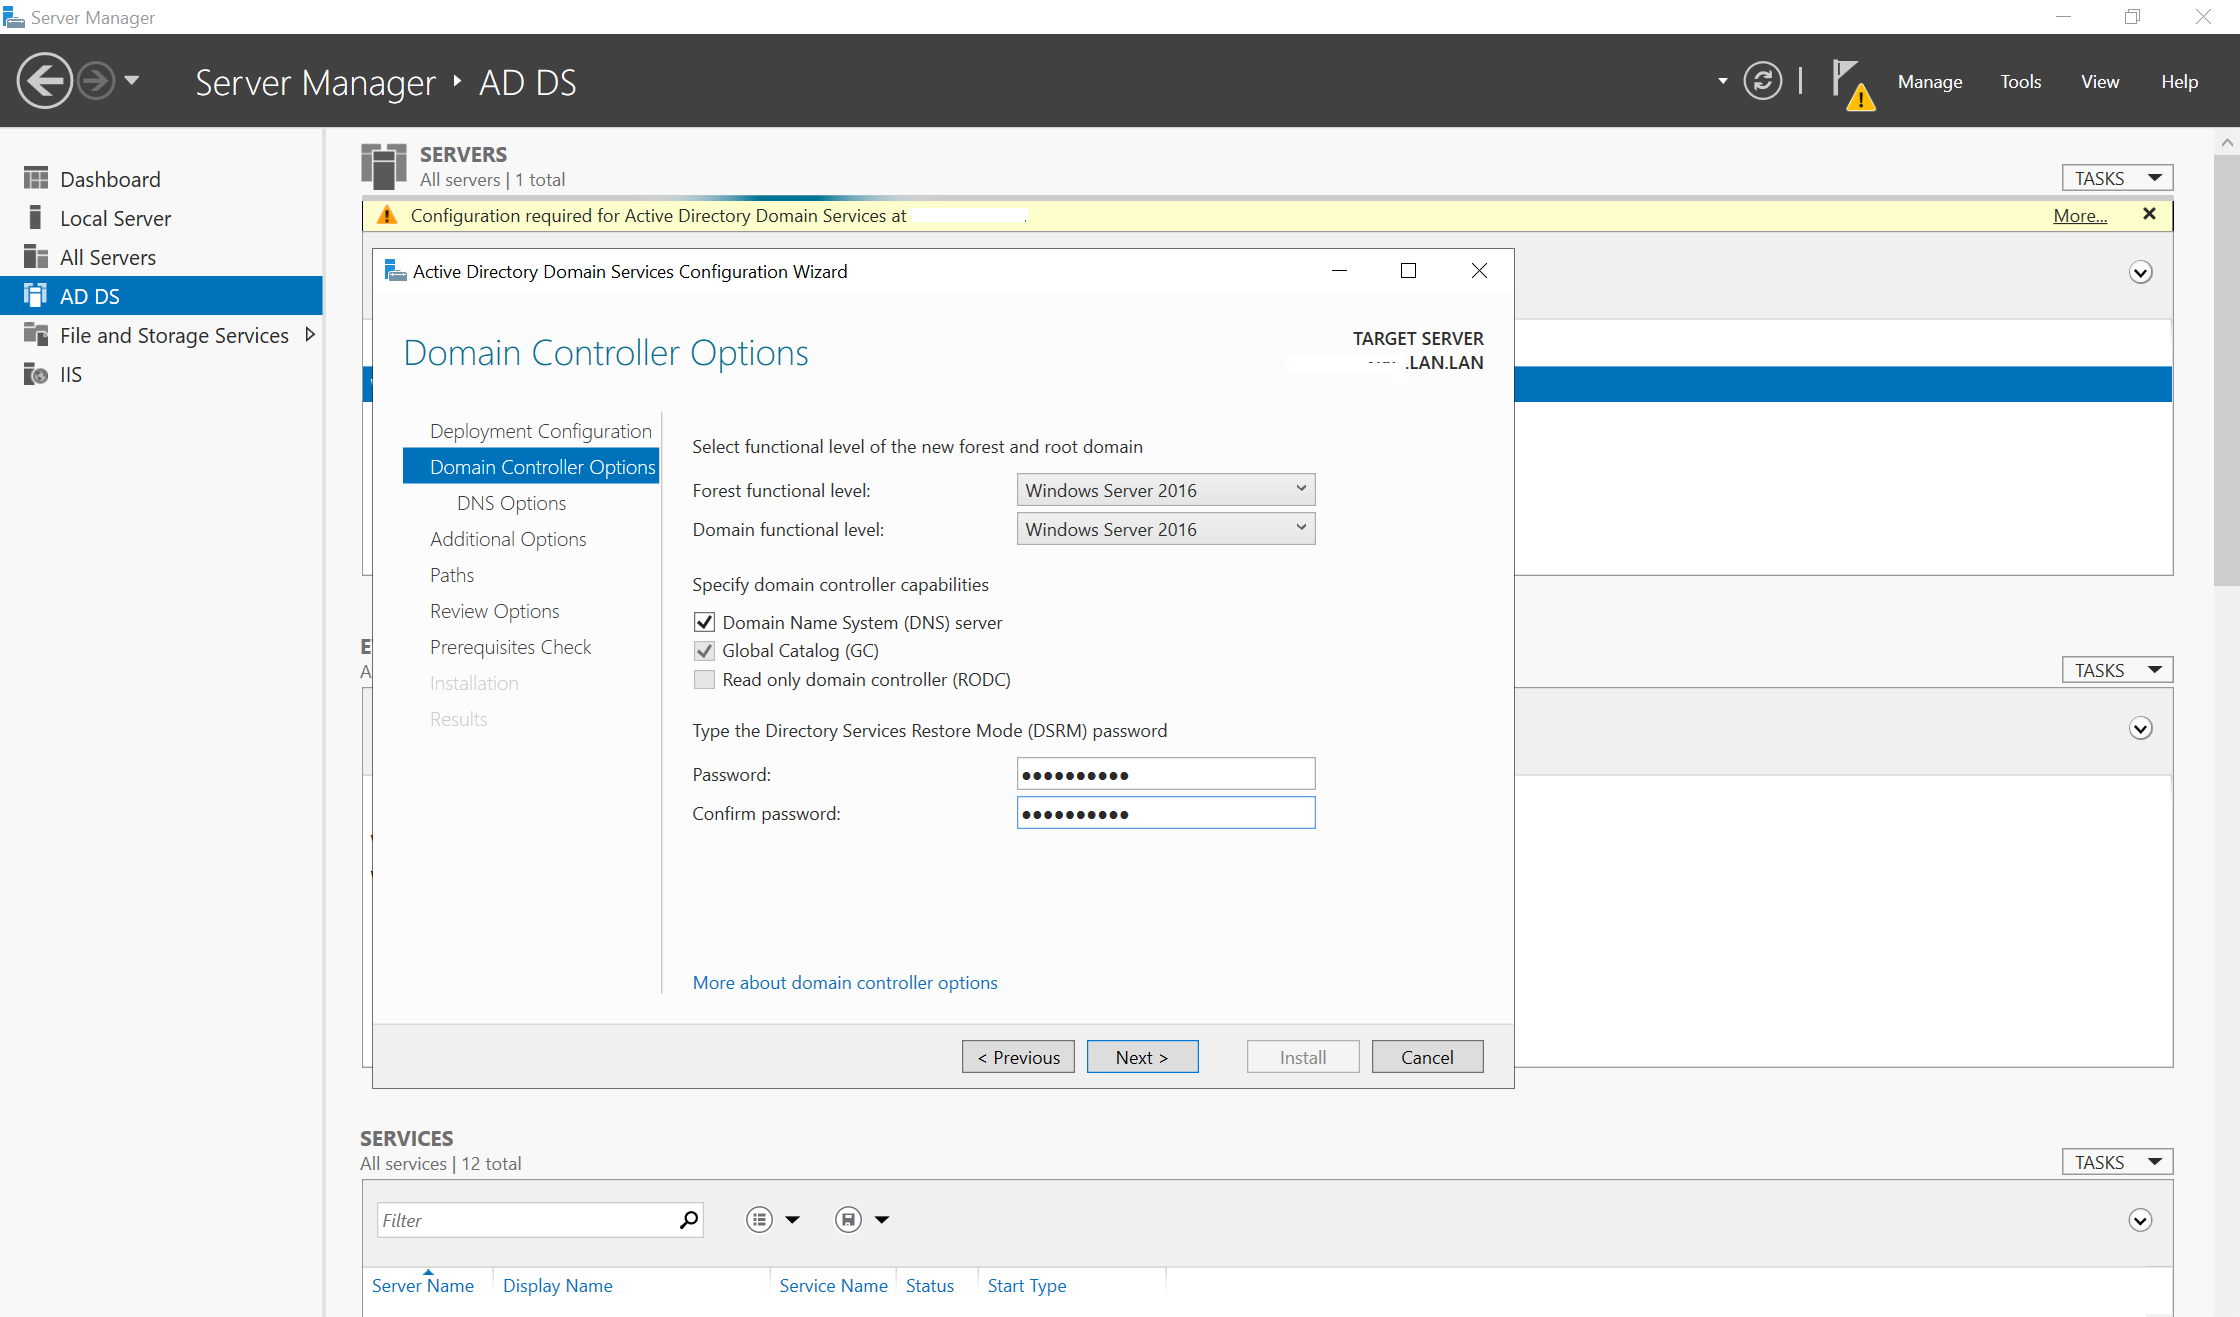 Server Manager
Server Manager ‣ AD DS
Manage
Tools
View
Help
Dashboard
Local Server
All Servers
AD DS
File and Storage Services
IIS
SERVERS
All servers | 1 total
TASKS
Configuration required for Active Directory Domain Services at
More...
Active Directory Domain Services Configuration Wizard
Domain Controller Options
TARGET SERVER
.LAN.LAN
Deployment Configuration
Domain Controller Options
DNS Options
Additional Options
Paths
Review Options
Prerequisites Check
Installation
Results
Select functional level of the new forest and root domain
Forest functional level:
Windows Server 2016
Domain functional level:
Windows Server 2016
Specify domain controller capabilities
Domain Name System (DNS) server
Global Catalog (GC)
Read only domain controller (RODC)
Type the Directory Services Restore Mode (DSRM) password
Password:
●●●●●●●●●●
Confirm password:
●●●●●●●●●●
More about domain controller options
< Previous
Next >
Install
Cancel
TASKS
SERVICES
All services | 12 total
TASKS
Filter
Server Name
Display Name
Service Name
Status
Start Type